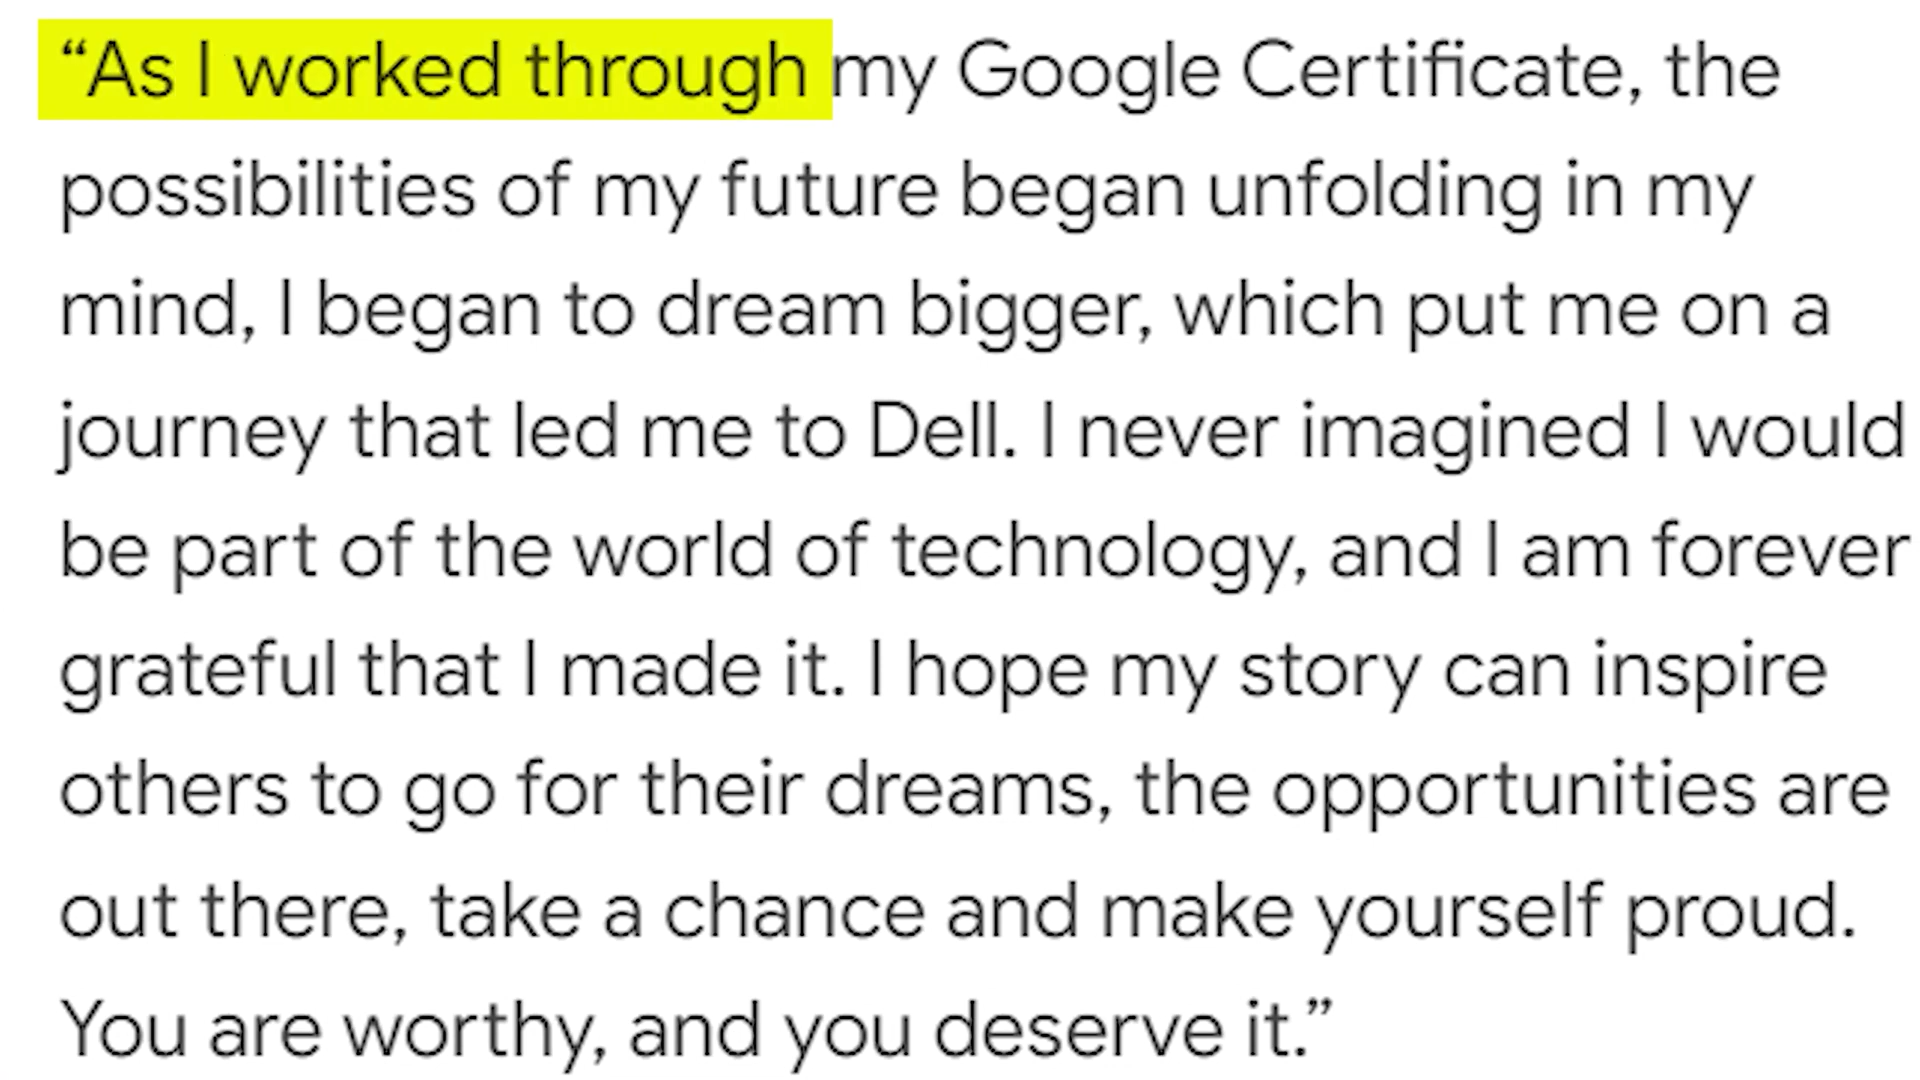 “As I worked through my Google Certificate, the
possibilities of my future began unfolding in my
mind, I began to dream bigger, which put me on a
journey that led me to Dell. I never imagined I would
be part of the world of technology, and I am forever
grateful that I made it. I hope my story can inspire
others to go for their dreams, the opportunities are
out there, take a chance and make yourself proud.
You are worthy, and you deserve it.”